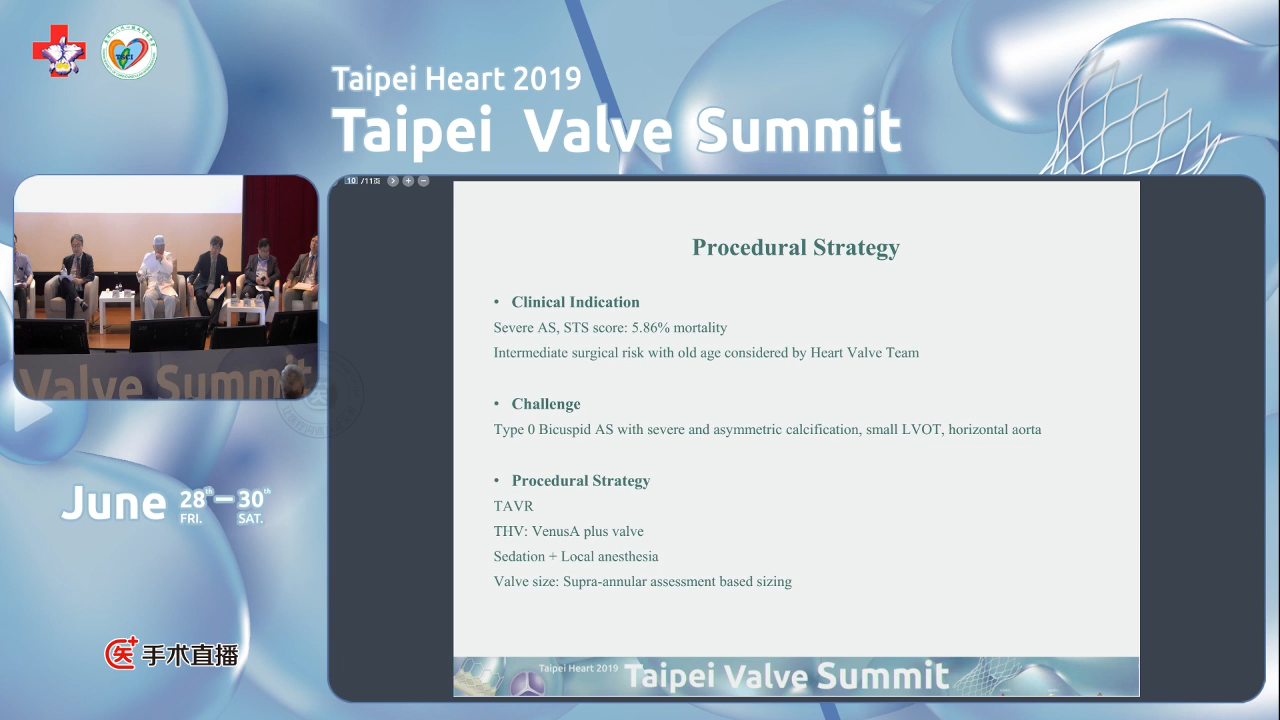 Taipei Heart 2019
Taipei Valve Summit
10 /11页
Procedural Strategy
• Clinical Indication
Severe AS, STS score: 5.86% mortality
Intermediate surgical risk with old age considered by Heart Valve Team
• Challenge
Type 0 Bicuspid AS with severe and asymmetric calcification, small LVOT, horizontal aorta
• Procedural Strategy
TAVR
THV: VenusA plus valve
Sedation + Local anesthesia
Valve size: Supra-annular assessment based sizing
Taipei Heart 2019 Taipei Valve Summit
Valve Summit
June 28th – 30th
FRI. SAT.
医 手术直播